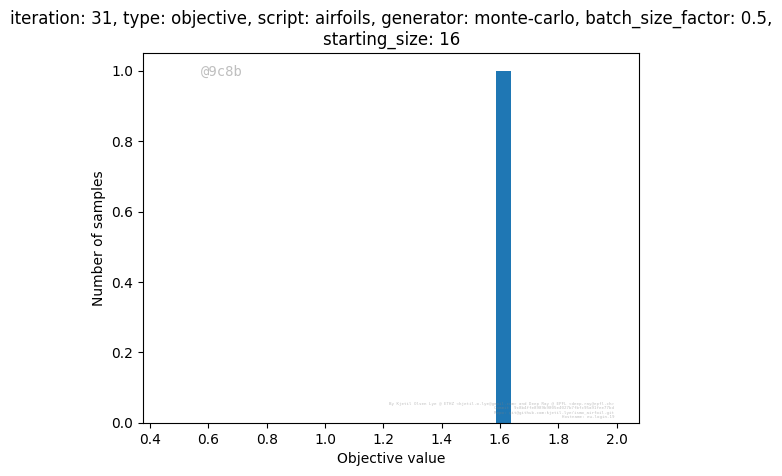 iteration: 31, type: objective, script: airfoils, generator: monte-carlo, batch_size_factor: 0.5,
starting_size: 16
@9c8b
1.0
0.8
0.6
0.4
0.2
0.0
Number of samples
0.4 0.6 0.8 1.0 1.2 1.4 1.6 1.8 2.0
Objective value